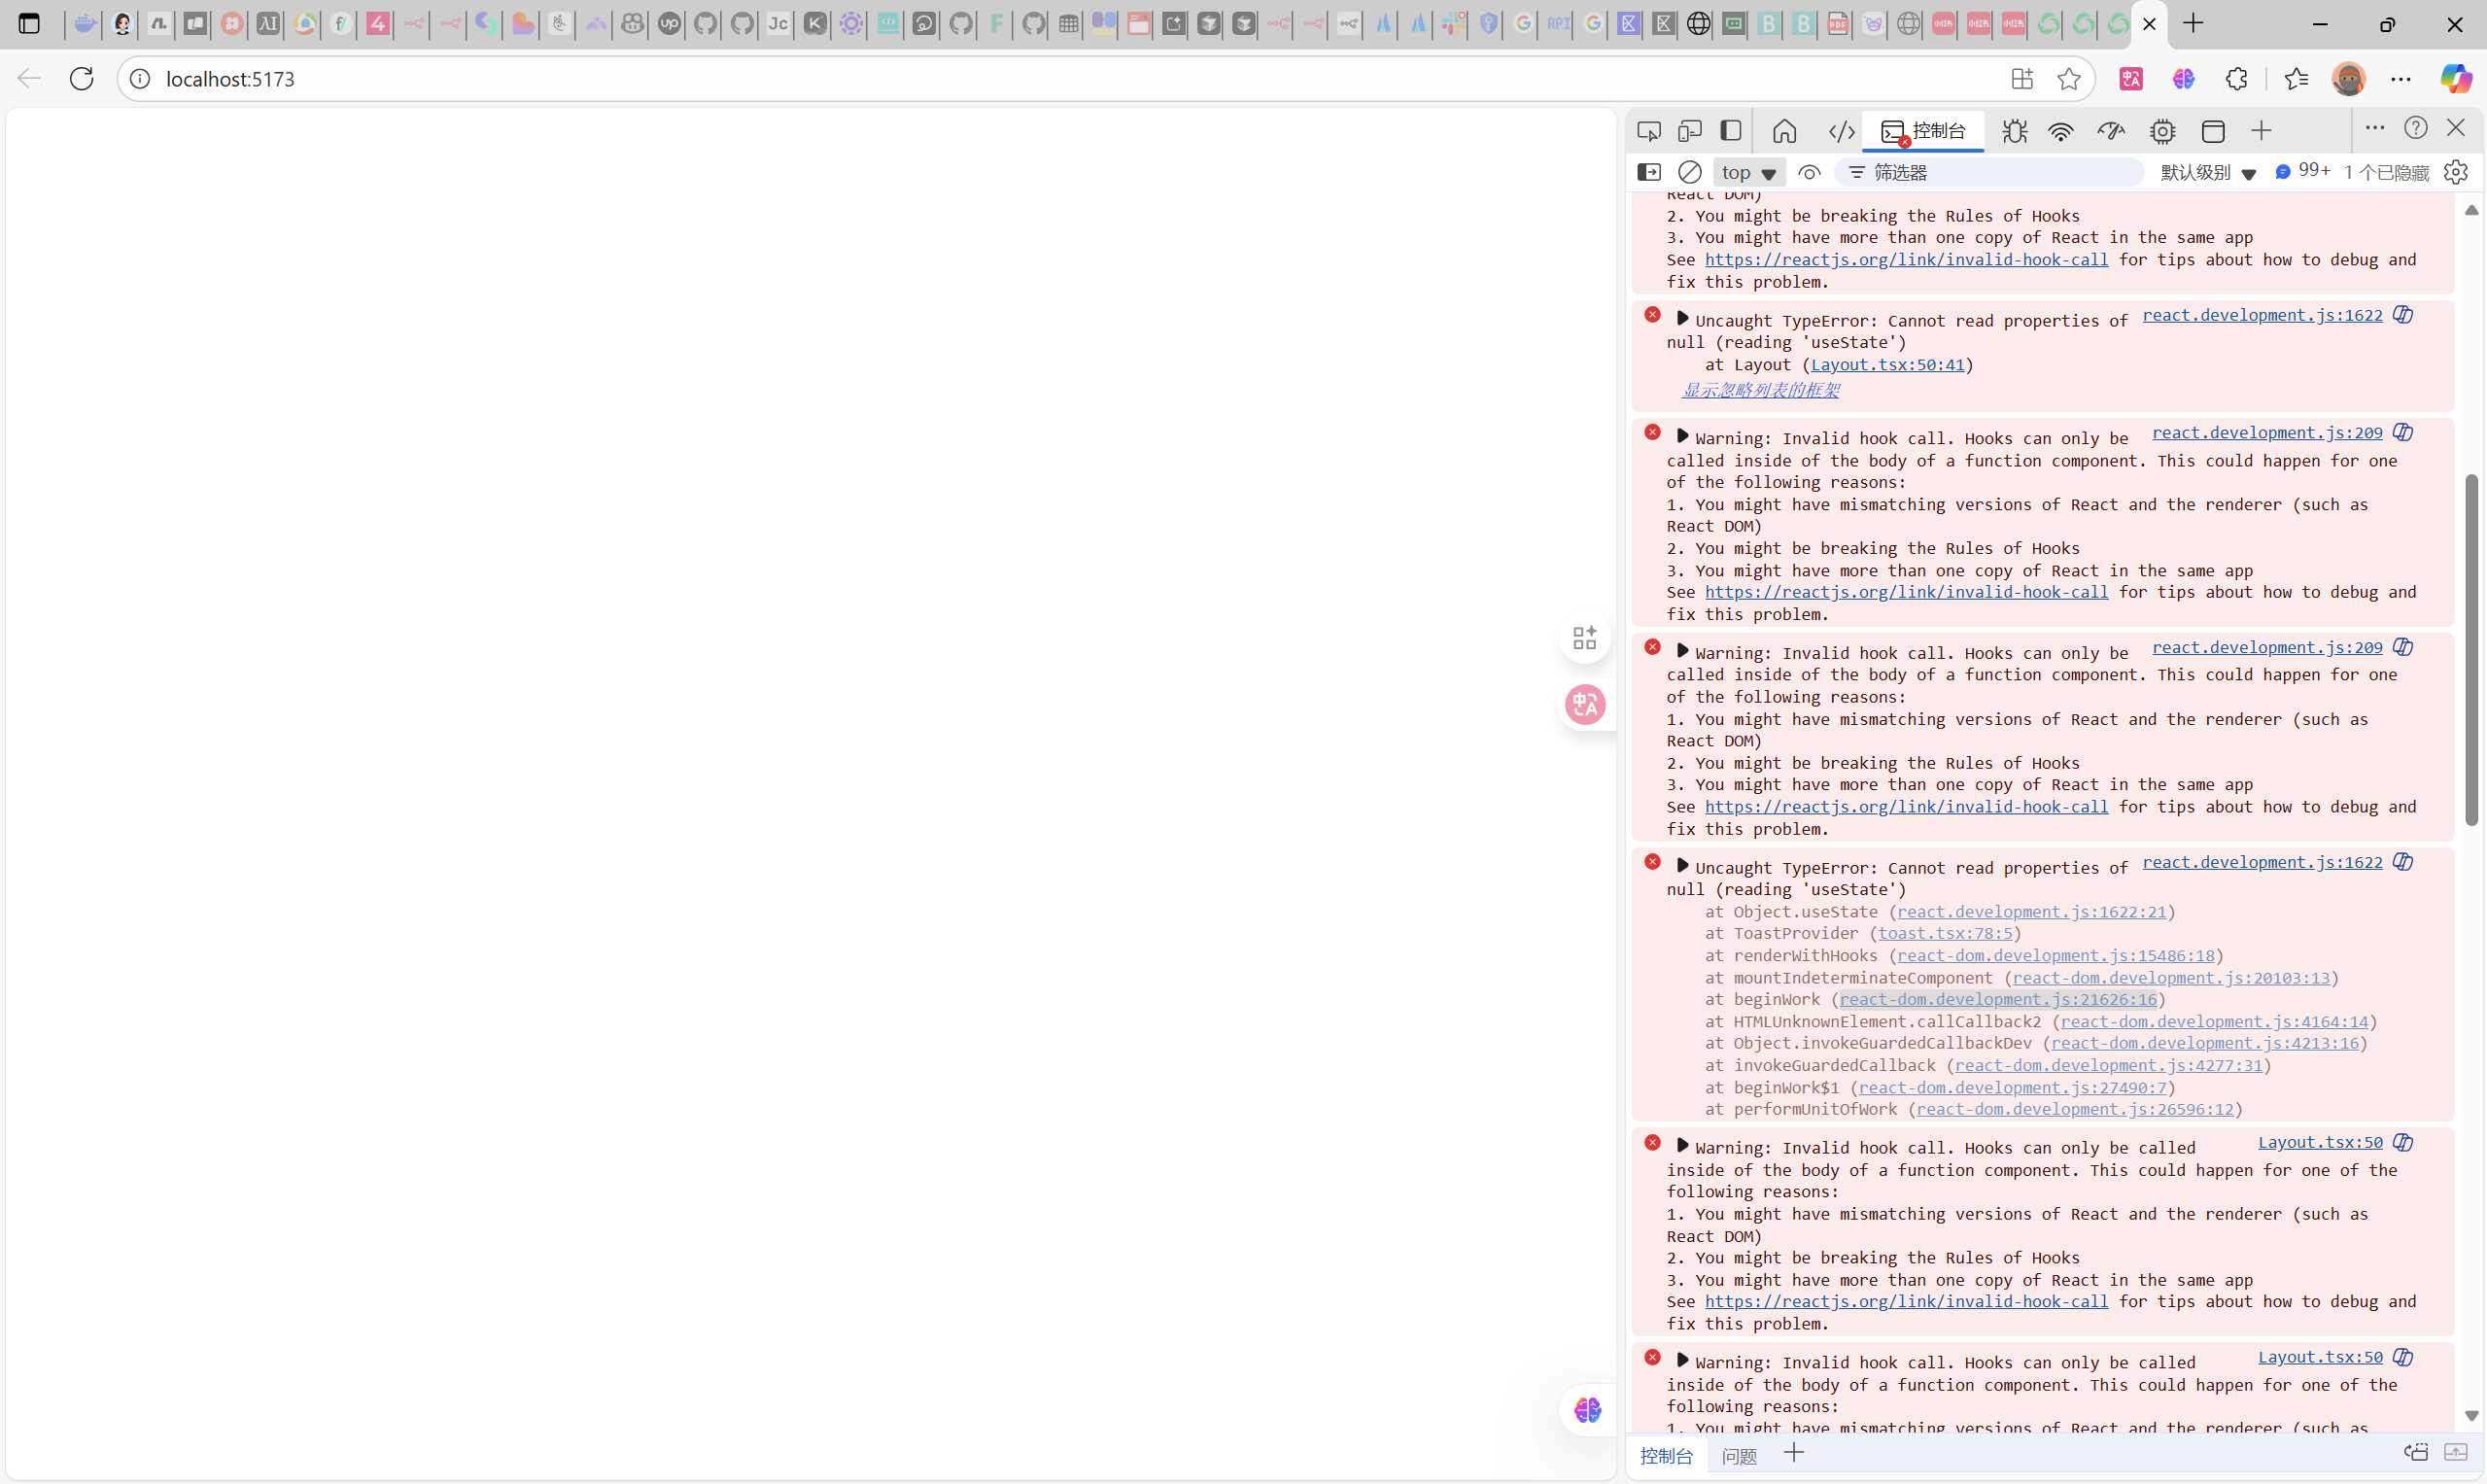 localhost:5173
控制台
top
筛选器
默认级别
99+
1 个已隐藏
React DOM)
2. You might be breaking the Rules of Hooks
3. You might have more than one copy of React in the same app
See https://reactjs.org/link/invalid-hook-call for tips about how to debug and
fix this problem.
Uncaught TypeError: Cannot read properties of react.development.js:1622
null (reading 'useState')
at Layout (Layout.tsx:50:41)
显示忽略列表的框架
Warning: Invalid hook call. Hooks can only be react.development.js:209
called inside of the body of a function component. This could happen for one
of the following reasons:
1. You might have mismatching versions of React and the renderer (such as
React DOM)
2. You might be breaking the Rules of Hooks
3. You might have more than one copy of React in the same app
See https://reactjs.org/link/invalid-hook-call for tips about how to debug and
fix this problem.
Warning: Invalid hook call. Hooks can only be react.development.js:209
called inside of the body of a function component. This could happen for one
of the following reasons:
1. You might have mismatching versions of React and the renderer (such as
React DOM)
2. You might be breaking the Rules of Hooks
3. You might have more than one copy of React in the same app
See https://reactjs.org/link/invalid-hook-call for tips about how to debug and
fix this problem.
Uncaught TypeError: Cannot read properties of react.development.js:1622
null (reading 'useState')
at Object.useState (react.development.js:1622:21)
at ToastProvider (toast.tsx:78:5)
at renderWithHooks (react-dom.development.js:15486:18)
at mountIndeterminateComponent (react-dom.development.js:20103:13)
at beginWork (react-dom.development.js:21626:16)
at HTMLUnknownElement.callCallback2 (react-dom.development.js:4164:14)
at Object.invokeGuardedCallbackDev (react-dom.development.js:4213:16)
at invokeGuardedCallback (react-dom.development.js:4277:31)
at beginWork$1 (react-dom.development.js:27490:7)
at performUnitOfWork (react-dom.development.js:26596:12)
Warning: Invalid hook call. Hooks can only be called Layout.tsx:50
inside of the body of a function component. This could happen for one of the
following reasons:
1. You might have mismatching versions of React and the renderer (such as
React DOM)
2. You might be breaking the Rules of Hooks
3. You might have more than one copy of React in the same app
See https://reactjs.org/link/invalid-hook-call for tips about how to debug and
fix this problem.
Warning: Invalid hook call. Hooks can only be called Layout.tsx:50
inside of the body of a function component. This could happen for one of the
following reasons:
1. You might have mismatching versions of React and the renderer (such as
控制台
问题